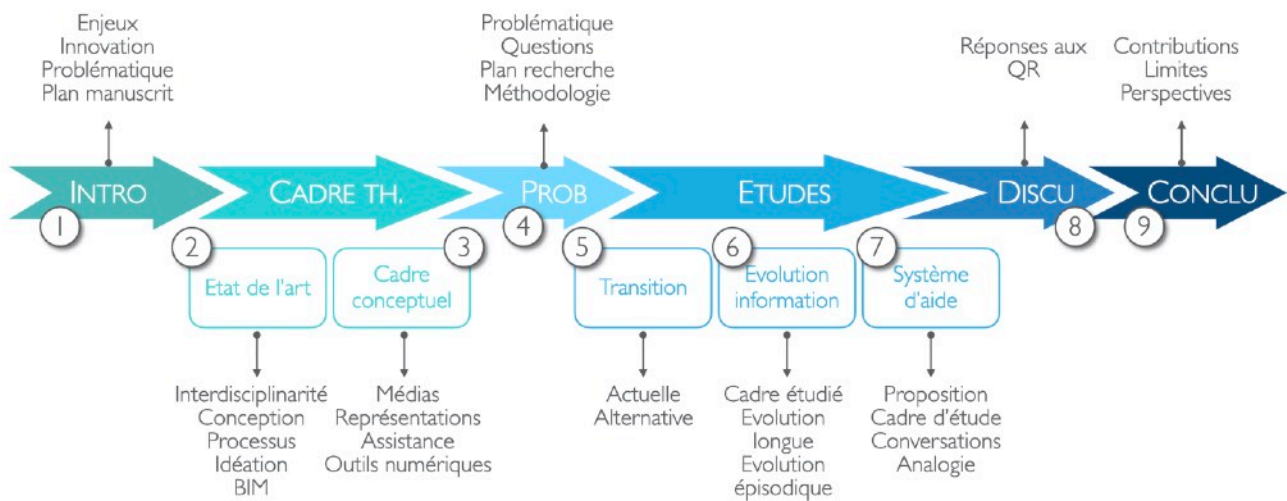 Enjeux
Innovation
Problématique
Plan manuscrit
Problématique
Questions
Plan recherche
Méthodologie
Réponses aux
QR
Contributions
Limites
Perspectives
INTRO
CADRE TH.
PROB
ETUDES
DISCU
CONCLU
1
2
3
4
5
6
7
8
9
Etat de l'art
Cadre
conceptuel
Transition
Evolution
information
Système
d'aide
Interdisciplinarité
Conception
Processus
Idéation
BIM
Médias
Représentations
Assistance
Outils numériques
Actuelle
Alternative
Cadre étudié
Evolution
longue
Evolution
épisodique
Proposition
Cadre d'étude
Conversations
Analogie